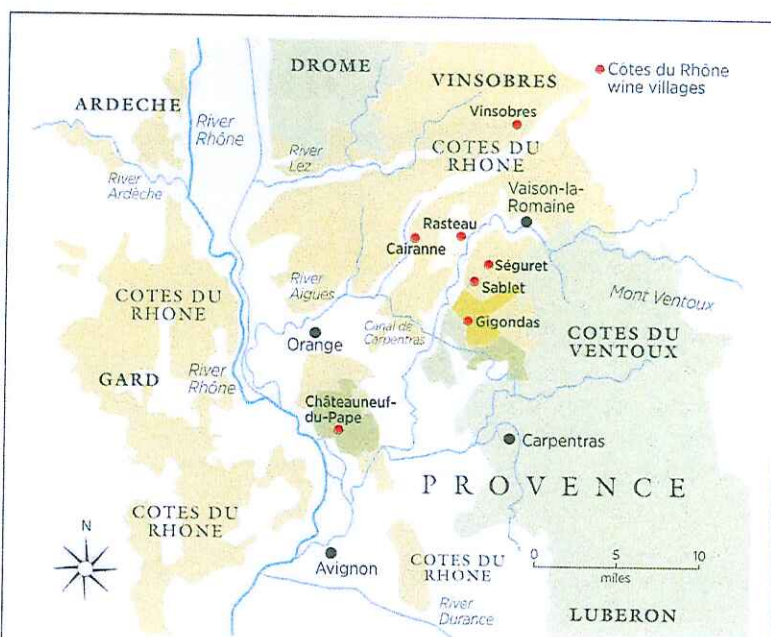 DROME
VINSOBRES
Côtes du Rhône
wine villages
ARDECHE
River
Rhône
Vinsobres
COTES DU
RHONE
River
Lez
River
Ardèche
Vaison-la-
Romaine
Rasteau
Cairanne
Séguret
Sablet
Mont Ventoux
River
Aigues
COTES DU
RHONE
Gigondas
Canal de
Carpentras
Orange
COTES DU
VENTOUX
GARD
River
Rhône
Châteauneuf-
du-Pape
Carpentras
PROVENCE
COTES DU
RHONE
N
Avignon
COTES DU
RHONE
0 5 10
miles
River
Durance
LUBERON